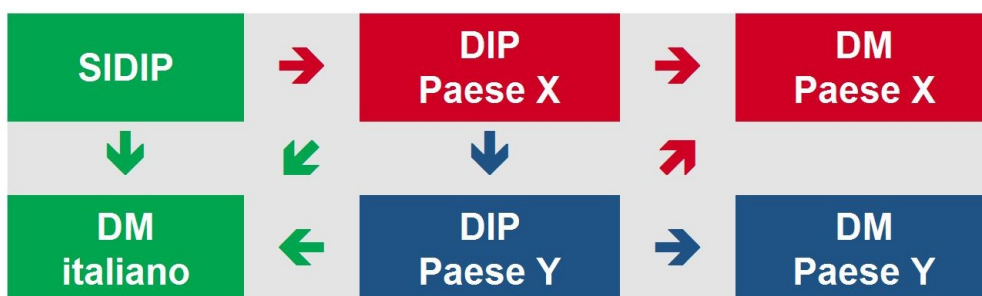 SIDIP
DIP
Paese X
DM
Paese X
DM
italiano
DIP
Paese Y
DM
Paese Y